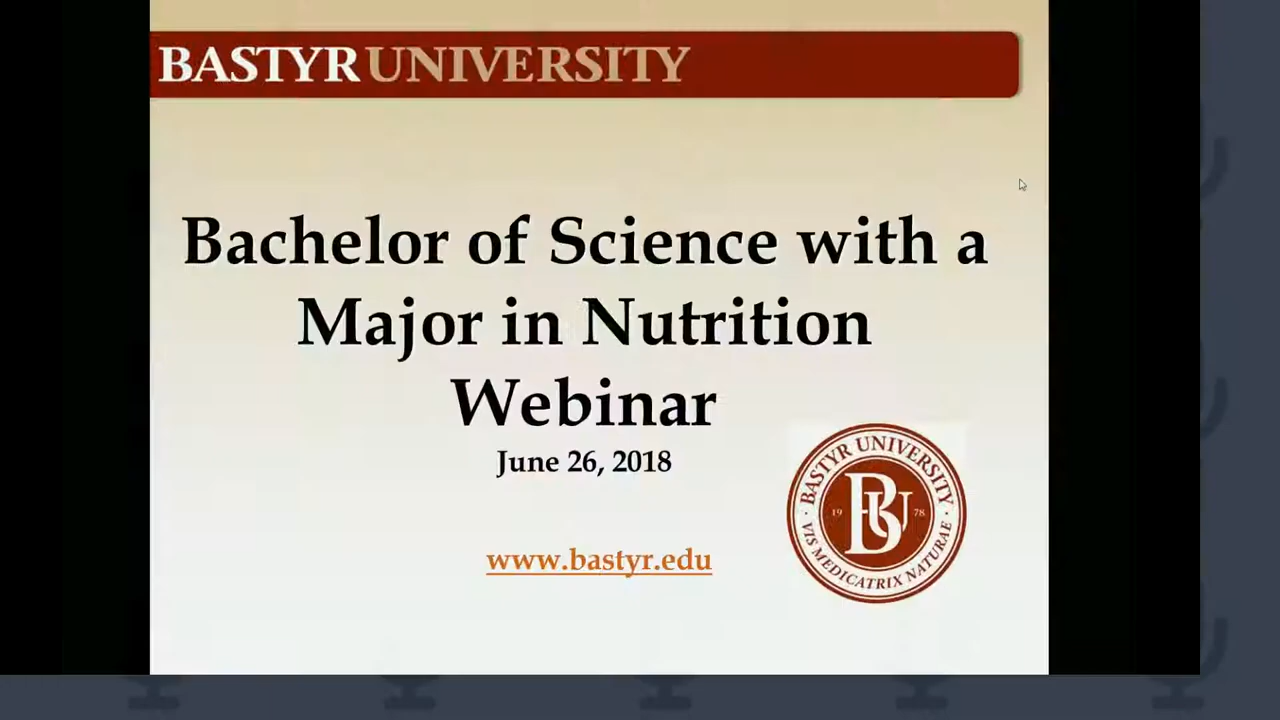 BASTYR UNIVERSITY
Bachelor of Science with a
Major in Nutrition
Webinar
June 26, 2018
www.bastyr.edu
· BASTYR UNIVERSITY ·
19 BU 78
VIS MEDICATRIX NATURAE